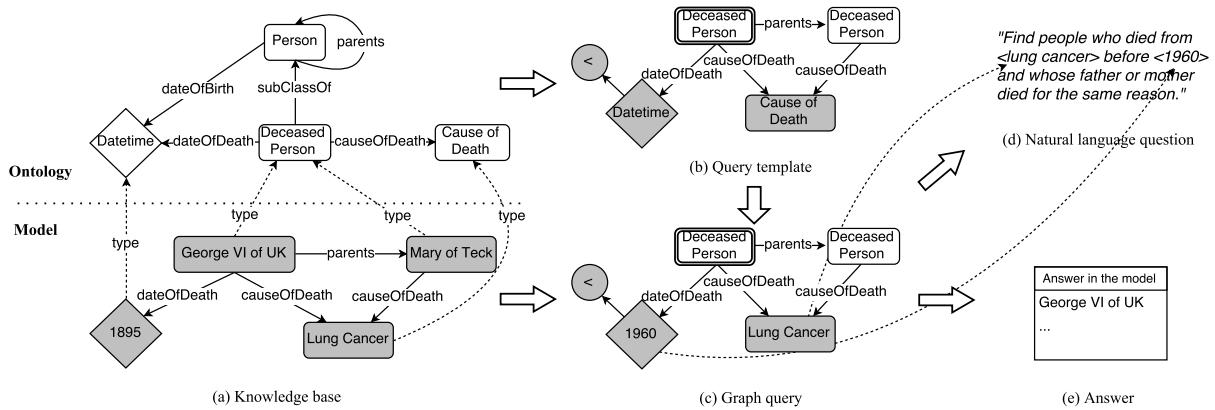 Person
parents
dateOfBirth
subClassOf
Datetime
dateOfDeath
Deceased
Person
causeOfDeath
Cause of
Death
Ontology
Model
type
type
type
type
George VI of UK
parents
Mary of Teck
dateOfDeath
causeOfDeath
causeOfDeath
1895
Lung Cancer
(a) Knowledge base
Deceased
Person
parents
Deceased
Person
<
dateOfDeath
causeOfDeath
causeOfDeath
Datetime
Cause of
Death
(b) Query template
Deceased
Person
parents
Deceased
Person
<
dateOfDeath
causeOfDeath
causeOfDeath
1960
Lung Cancer
(c) Graph query
"Find people who died from
<lung cancer> before <1960>
and whose father or mother
died for the same reason."
(d) Natural language question
Answer in the model
George VI of UK
...
(e) Answer